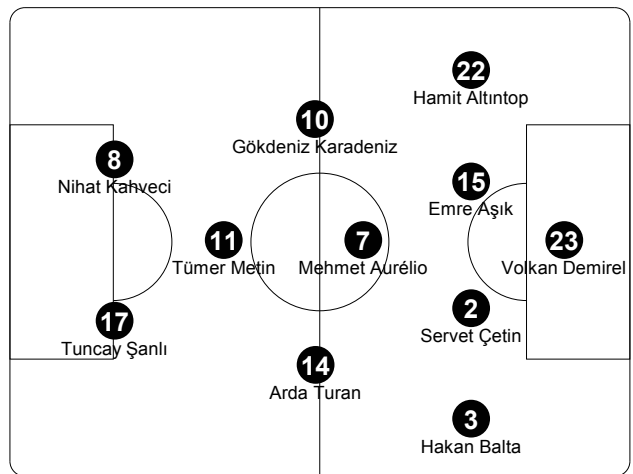 22
Hamit Altıntop
10
Gökdeniz Karadeniz
8
Nihat Kahveci
15
Emre Aşık
11
Tümer Metin
7
Mehmet Aurélio
23
Volkan Demirel
17
Tuncay Şanlı
2
Servet Çetin
14
Arda Turan
3
Hakan Balta